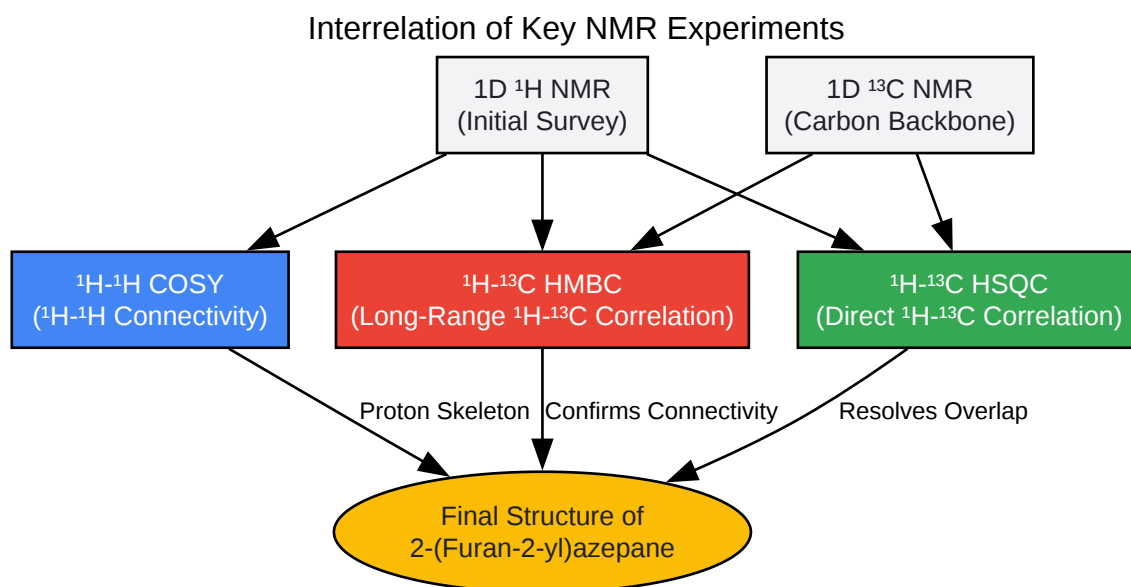 Interrelation of Key NMR Experiments
1D ¹H NMR
(Initial Survey)
1D ¹³C NMR
(Carbon Backbone)
¹H-¹H COSY
(¹H-¹H Connectivity)
¹H-¹³C HMBC
(Long-Range ¹H-¹³C Correlation)
¹H-¹³C HSQC
(Direct ¹H-¹³C Correlation)
Proton Skeleton
Confirms Connectivity
Resolves Overlap
Final Structure of
2-(Furan-2-yl)azepane